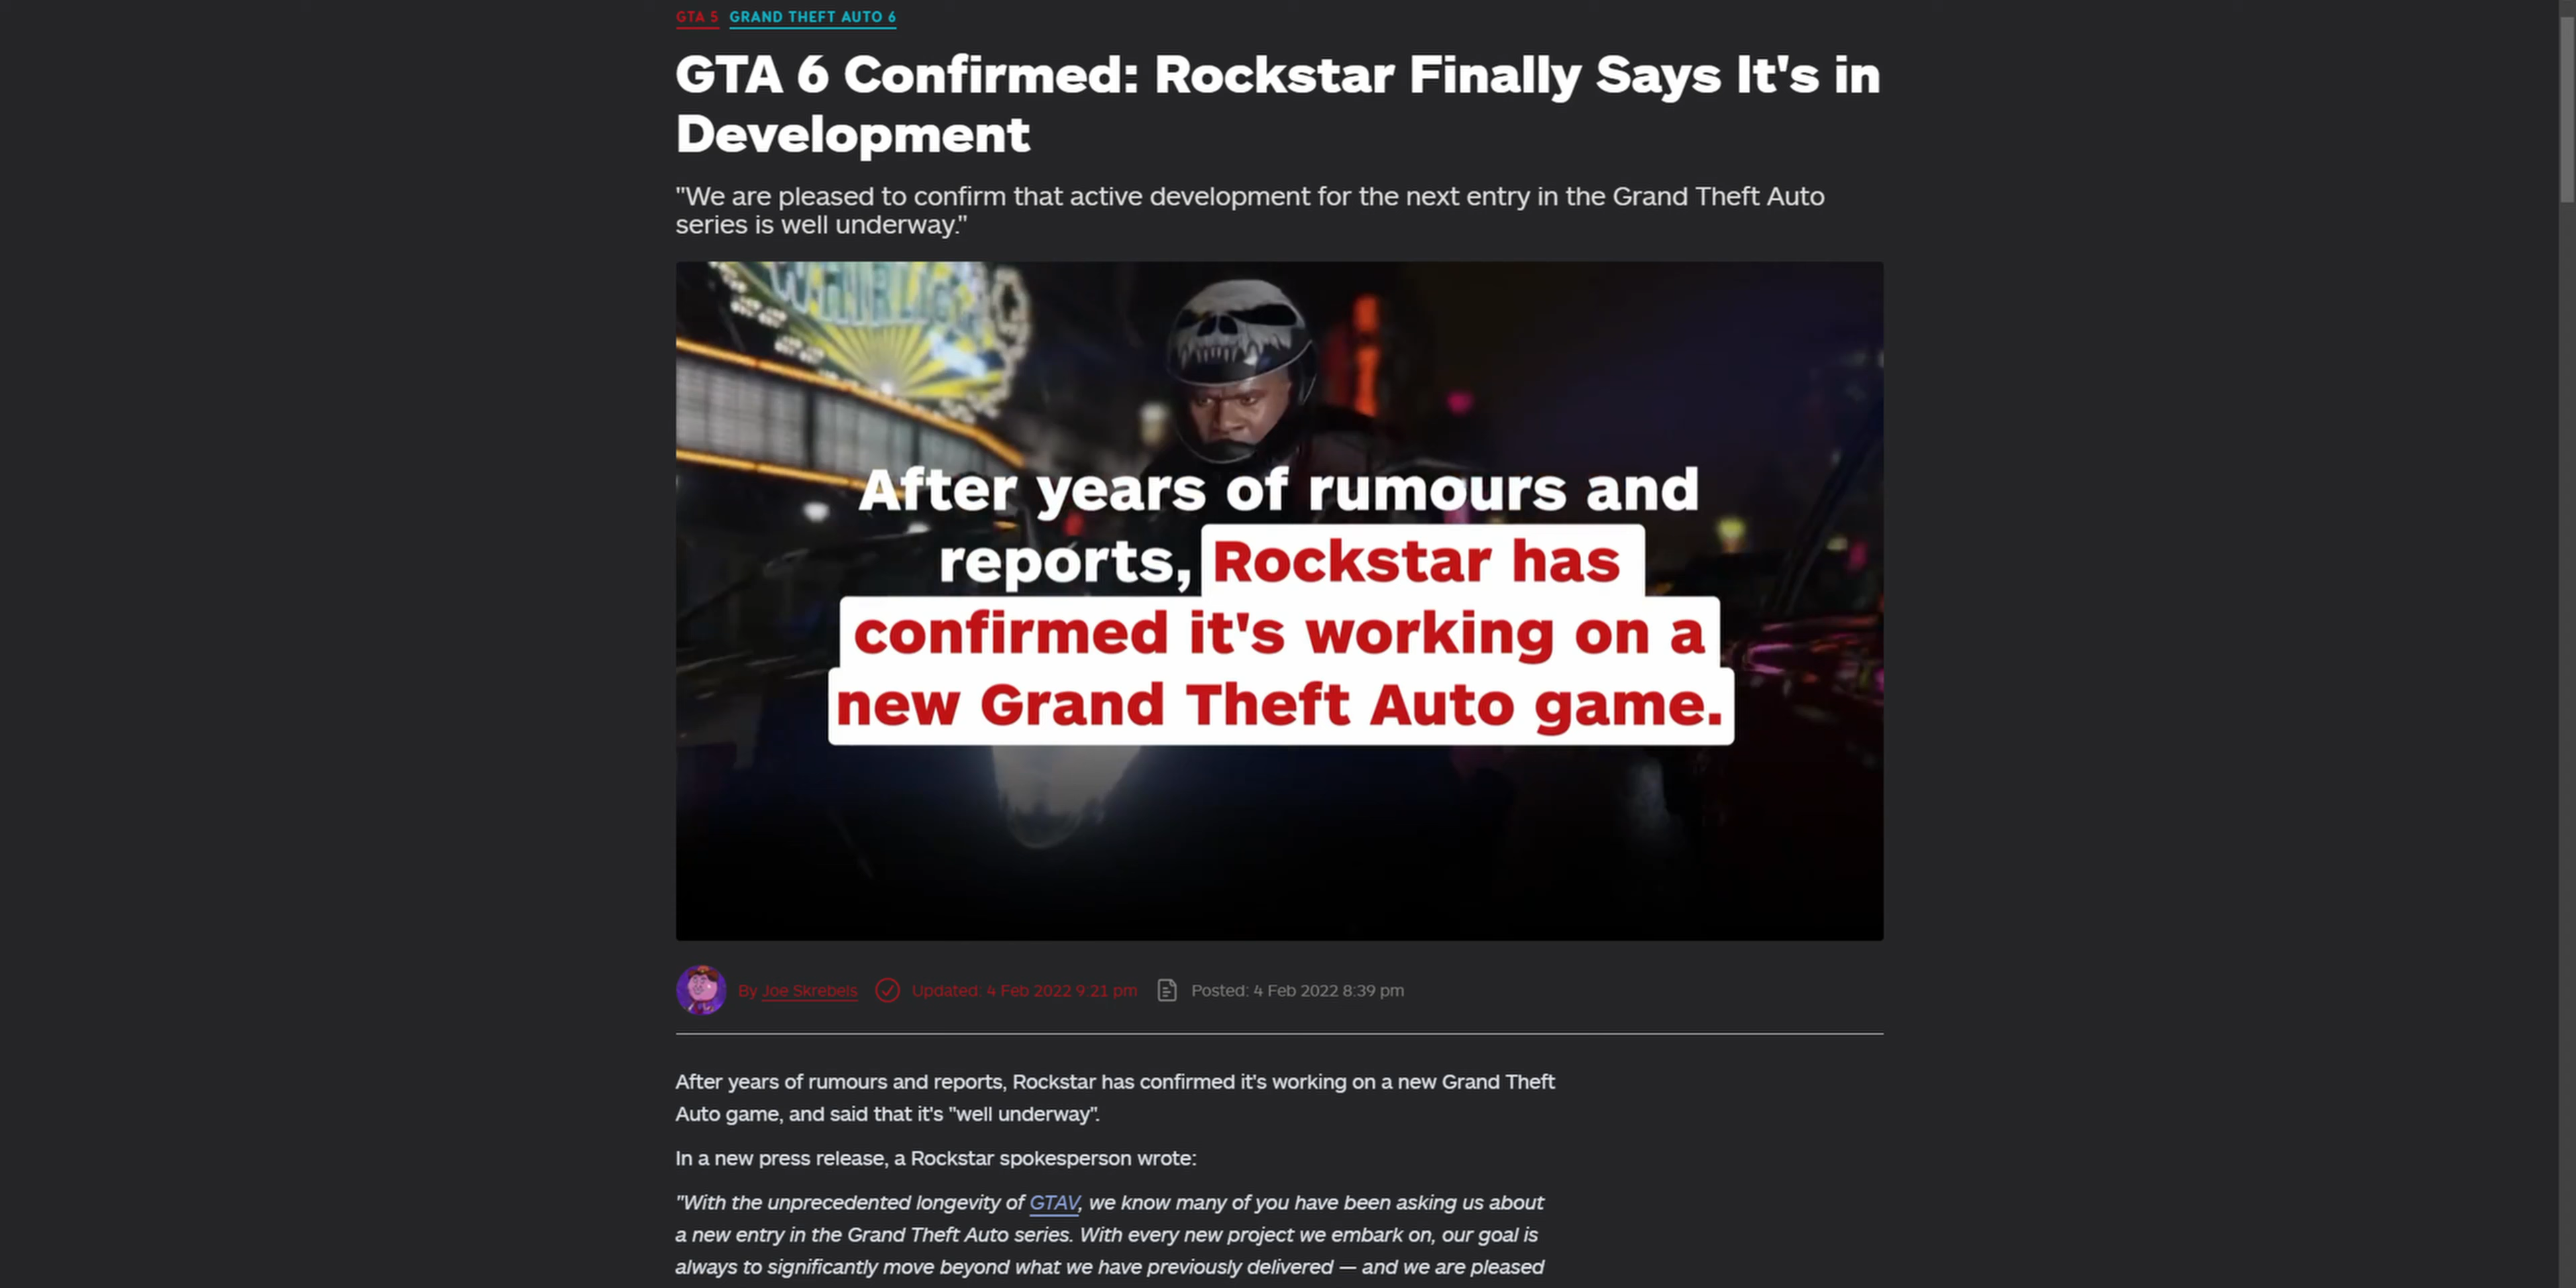 GTA 5 GRAND THEFT AUTO 6
GTA 6 Confirmed: Rockstar Finally Says It's in
Development
"We are pleased to confirm that active development for the next entry in the Grand Theft Auto
series is well underway."
WHIRLIGIG
After years of rumours and
reports, Rockstar has
confirmed it's working on a
new Grand Theft Auto game.
By Joe Skrebels Updated: 4 Feb 2022 9:21 pm Posted: 4 Feb 2022 8:39 pm
After years of rumours and reports, Rockstar has confirmed it's working on a new Grand Theft
Auto game, and said that it's "well underway".
In a new press release, a Rockstar spokesperson wrote:
"With the unprecedented longevity of GTAV, we know many of you have been asking us about
a new entry in the Grand Theft Auto series. With every new project we embark on, our goal is
always to significantly move beyond what we have previously delivered — and we are pleased